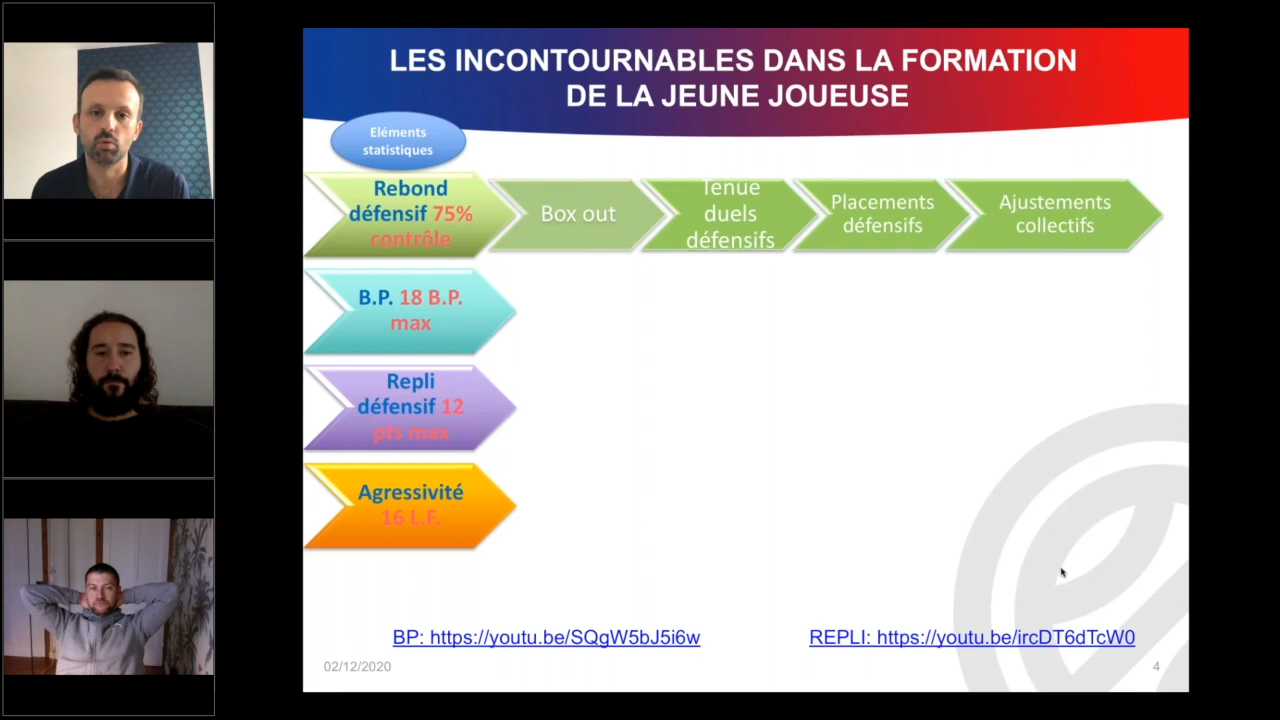 LES INCONTOURNABLES DANS LA FORMATION
DE LA JEUNE JOUEUSE
Eléments
statistiques
Rebond
défensif 75%
contrôle
Box out
Tenue
duels
défensifs
Placements
défensifs
Ajustements
collectifs
B.P. 18 B.P.
max
Repli
défensif 12
pts max
Agressivité
16 L.F.
BP: https://youtu.be/SQgW5bJ5i6w
REPLI: https://youtu.be/ircDT6dTcW0
02/12/2020
4